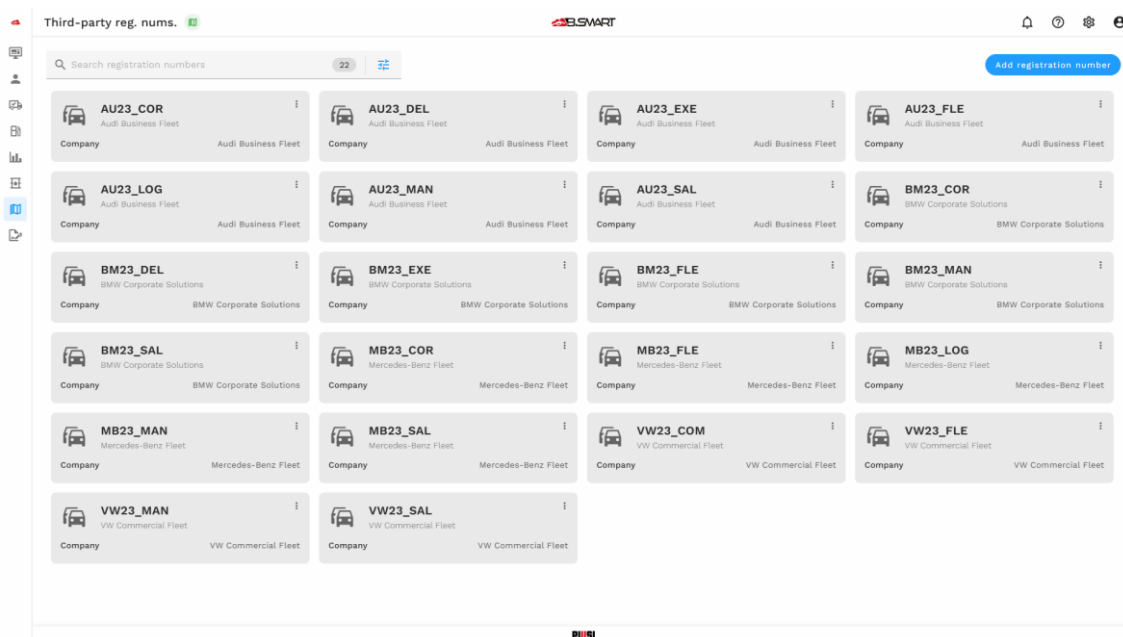 Third-party reg. nums.
B.SMART
Search registration numbers
22
Add registration number
AU23_COR
Audi Business Fleet
Company Audi Business Fleet
AU23_DEL
Audi Business Fleet
Company Audi Business Fleet
AU23_EXE
Audi Business Fleet
Company Audi Business Fleet
AU23_FLE
Audi Business Fleet
Company Audi Business Fleet
AU23_LOG
Audi Business Fleet
Company Audi Business Fleet
AU23_MAN
Audi Business Fleet
Company Audi Business Fleet
AU23_SAL
Audi Business Fleet
Company Audi Business Fleet
BM23_COR
BMW Corporate Solutions
Company BMW Corporate Solutions
BM23_DEL
BMW Corporate Solutions
Company BMW Corporate Solutions
BM23_EXE
BMW Corporate Solutions
Company BMW Corporate Solutions
BM23_FLE
BMW Corporate Solutions
Company BMW Corporate Solutions
BM23_MAN
BMW Corporate Solutions
Company BMW Corporate Solutions
BM23_SAL
BMW Corporate Solutions
Company BMW Corporate Solutions
MB23_COR
Mercedes-Benz Fleet
Company Mercedes-Benz Fleet
MB23_FLE
Mercedes-Benz Fleet
Company Mercedes-Benz Fleet
MB23_LOG
Mercedes-Benz Fleet
Company Mercedes-Benz Fleet
MB23_MAN
Mercedes-Benz Fleet
Company Mercedes-Benz Fleet
MB23_SAL
Mercedes-Benz Fleet
Company Mercedes-Benz Fleet
VW23_COM
VW Commercial Fleet
Company VW Commercial Fleet
VW23_FLE
VW Commercial Fleet
Company VW Commercial Fleet
VW23_MAN
VW Commercial Fleet
Company VW Commercial Fleet
VW23_SAL
VW Commercial Fleet
Company VW Commercial Fleet
PIUSI